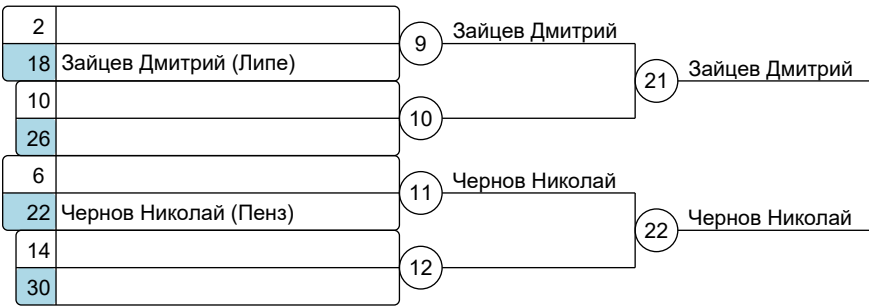 2
9
Зайцев Дмитрий
18 Зайцев Дмитрий (Липе)
21
Зайцев Дмитрий
10
10
26
6
11
Чернов Николай
22 Чернов Николай (Пенз)
22
Чернов Николай
14
12
30